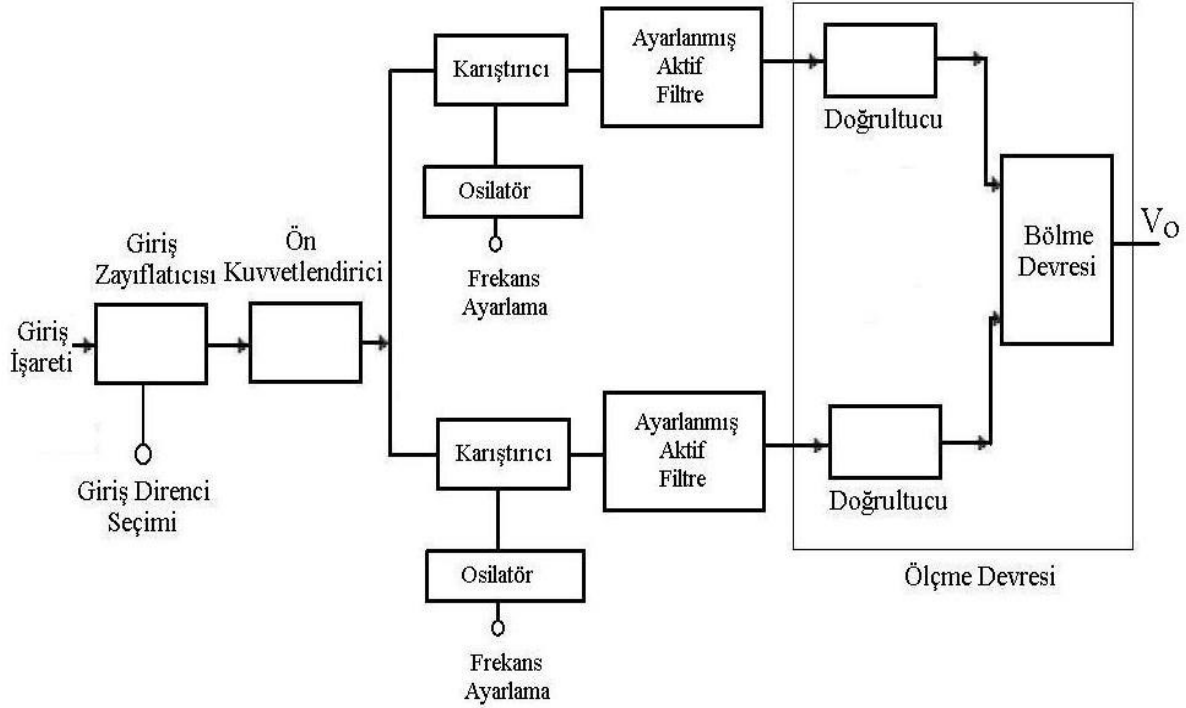 Karıştırıcı
Ayarlanmış
Aktif
Filtre
Doğrultucu
Osilatör
Frekans
Ayarlama
Giriş
Zayıflatıcısı
Ön
Kuvvetlendirici
Giriş
İşareti
Giriş Direnci
Seçimi
Bölme
Devresi
VO
Karıştırıcı
Ayarlanmış
Aktif
Filtre
Doğrultucu
Osilatör
Frekans
Ayarlama
Ölçme Devresi